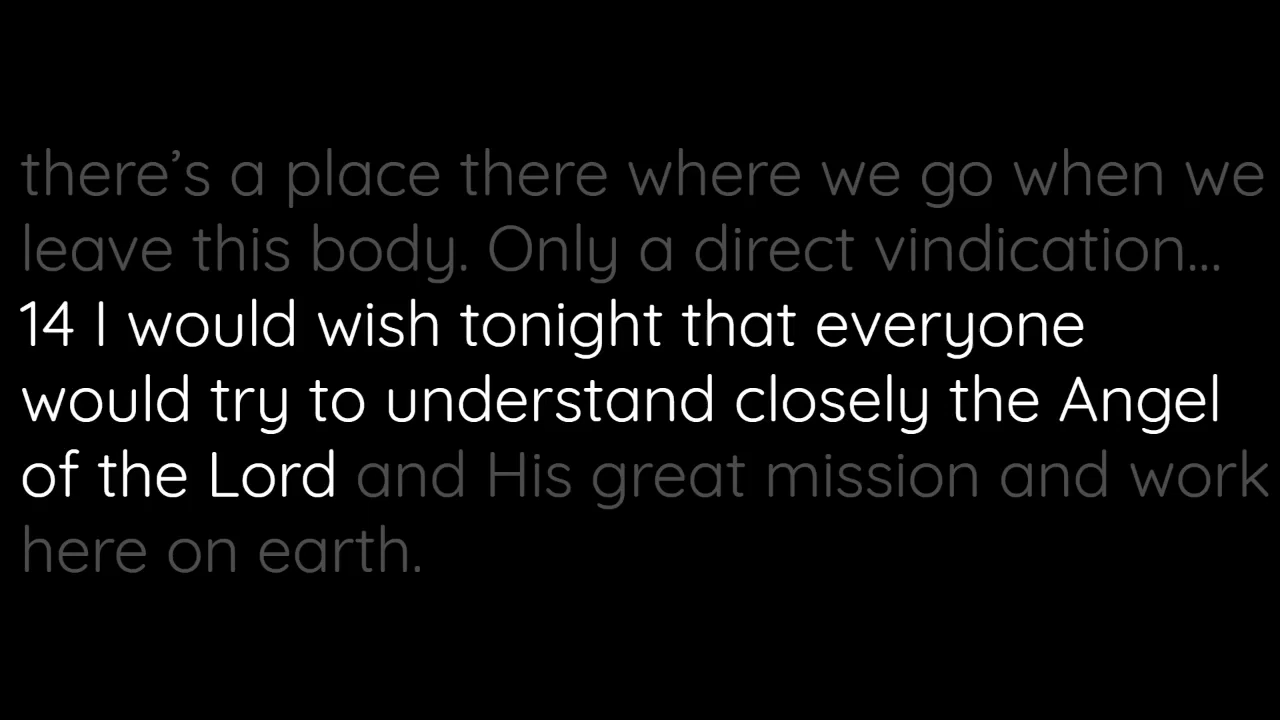 there’s a place there where we go when we
leave this body. Only a direct vindication...
14 I would wish tonight that everyone
would try to understand closely the Angel
of the Lord and His great mission and work
here on earth.